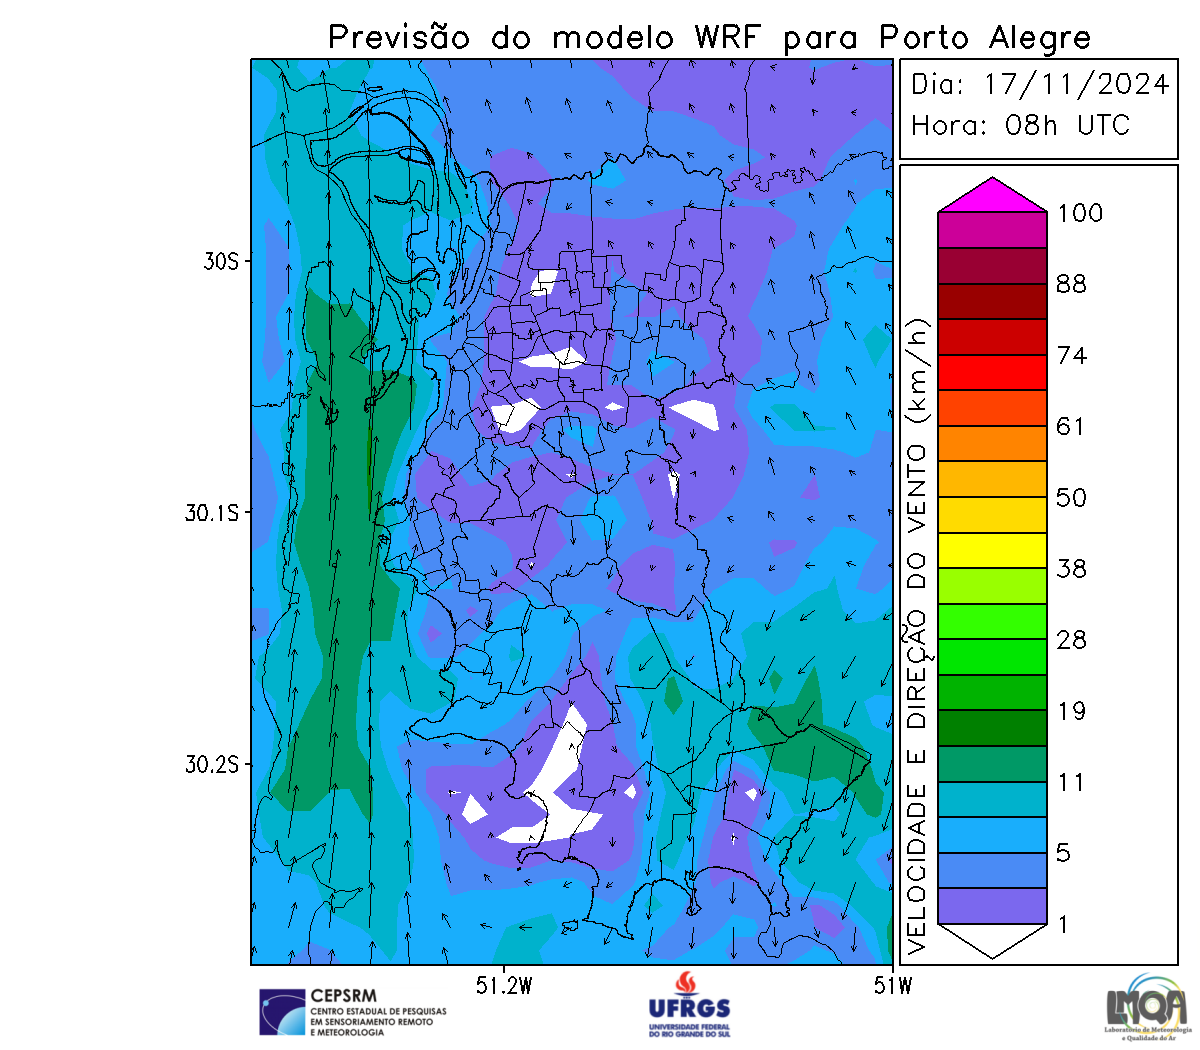 Previsão do modelo WRF para Porto Alegre
Dia: 17/11/2024
Hora: 08h UTC
30S
30.1S
30.2S
51.2W
51W
VELOCIDADE E DIREÇÃO DO VENTO (km/h)
100
88
74
61
50
38
28
19
11
5
1
CEPSRM
CENTRO ESTADUAL DE PESQUISAS
EM SENSORIAMENTO REMOTO
E METEOROLOGIA
UFRGS
UNIVERSIDADE FEDERAL
DO RIO GRANDE DO SUL
LMQA
Laboratório de Meteorologia
e Qualidade do Ar